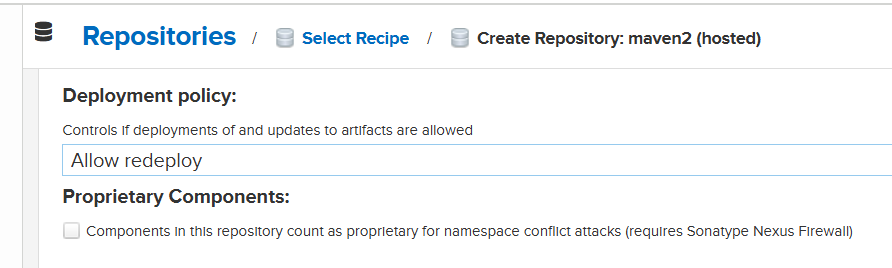 Repositories / Select Recipe / Create Repository: maven2 (hosted)
Deployment policy:
Controls if deployments of and updates to artifacts are allowed
Allow redeploy
Proprietary Components:
Components in this repository count as proprietary for namespace conflict attacks (requires Sonatype Nexus Firewall)